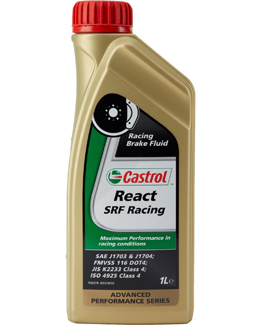 Racing
Brake Fluid
Castrol
React
SRF Racing
Maximum Performance in
racing conditions
SAE J1703 & J1704;
FMVSS 116 DOT4;
JIS K2233 Class 4;
ISO 4925 Class 4
1L℮
ADVANCED
PERFORMANCE SERIES